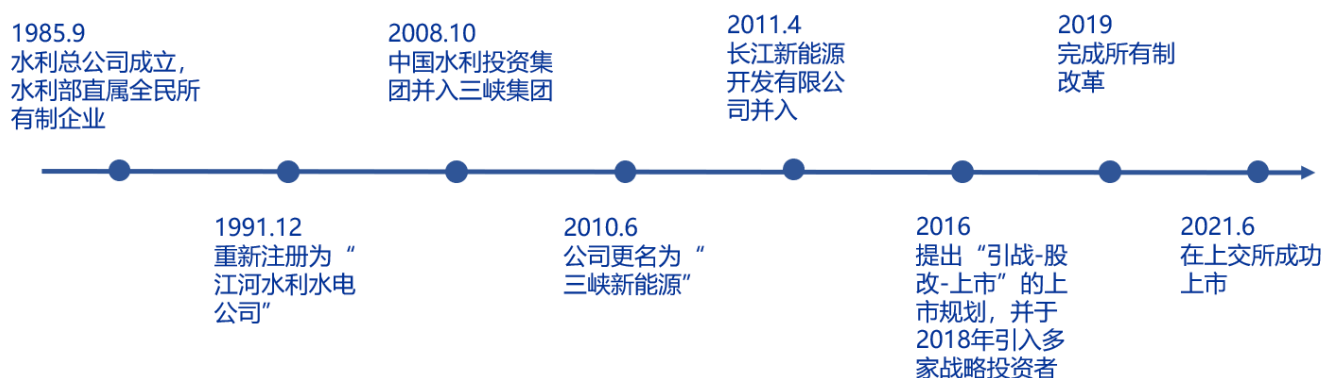 1985.9
水利总公司成立，
水利部直属全民所
有制企业
1991.12
重新注册为“
江河水利水电
公司”
2008.10
中国水利投资集
团并入三峡集团
2010.6
公司更名为“
三峡新能源”
2011.4
长江新能源
开发有限公
司并入
2016
提出“引战-股
改-上市”的上
市规划，并于
2018年引入多
家战略投资者
2019
完成所有制
改革
2021.6
在上交所成功
上市